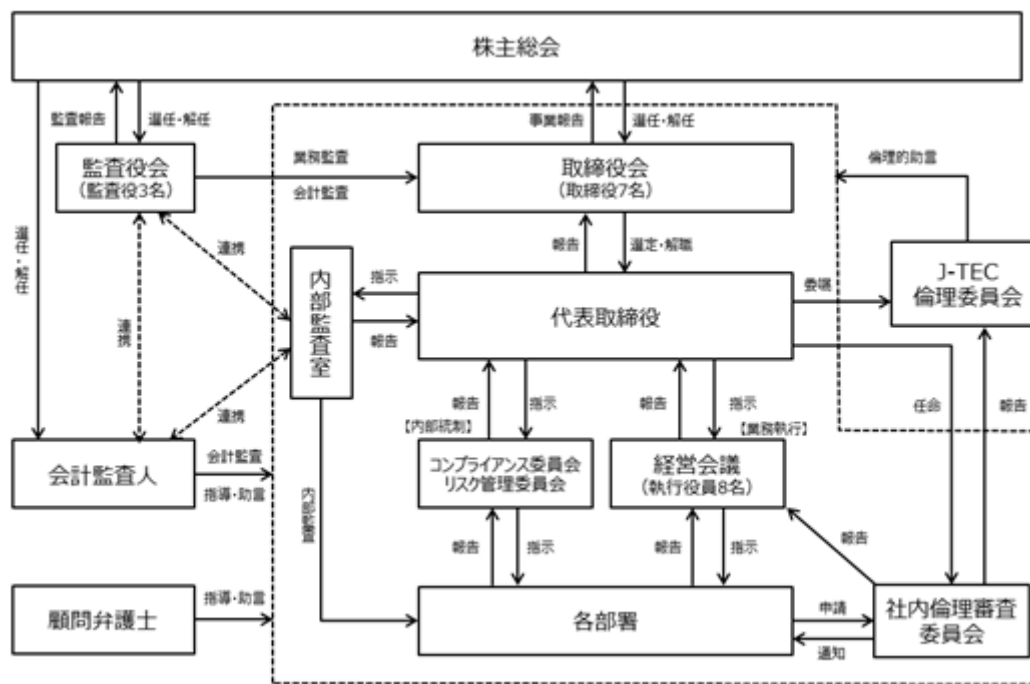 株主総会
監査報告
選任・解任
事業報告
選任・解任
監査役会
(監査役3名)
業務監査
会計監査
取締役会
(取締役7名)
倫理的助言
選任・解任
連携
報告
選定・解職
内部監査室
指示
報告
代表取締役
委嘱
J-TEC
倫理委員会
連携
連携
報告
指示
報告
指示
任命
報告
【内部統制】
【業務執行】
会計監査人
会計監査
指導・助言
コンプライアンス委員会
リスク管理委員会
経営会議
(執行役員8名)
内部監査
報告
指示
報告
指示
報告
顧問弁護士
指導・助言
各部署
申請
通知
社内倫理審査
委員会